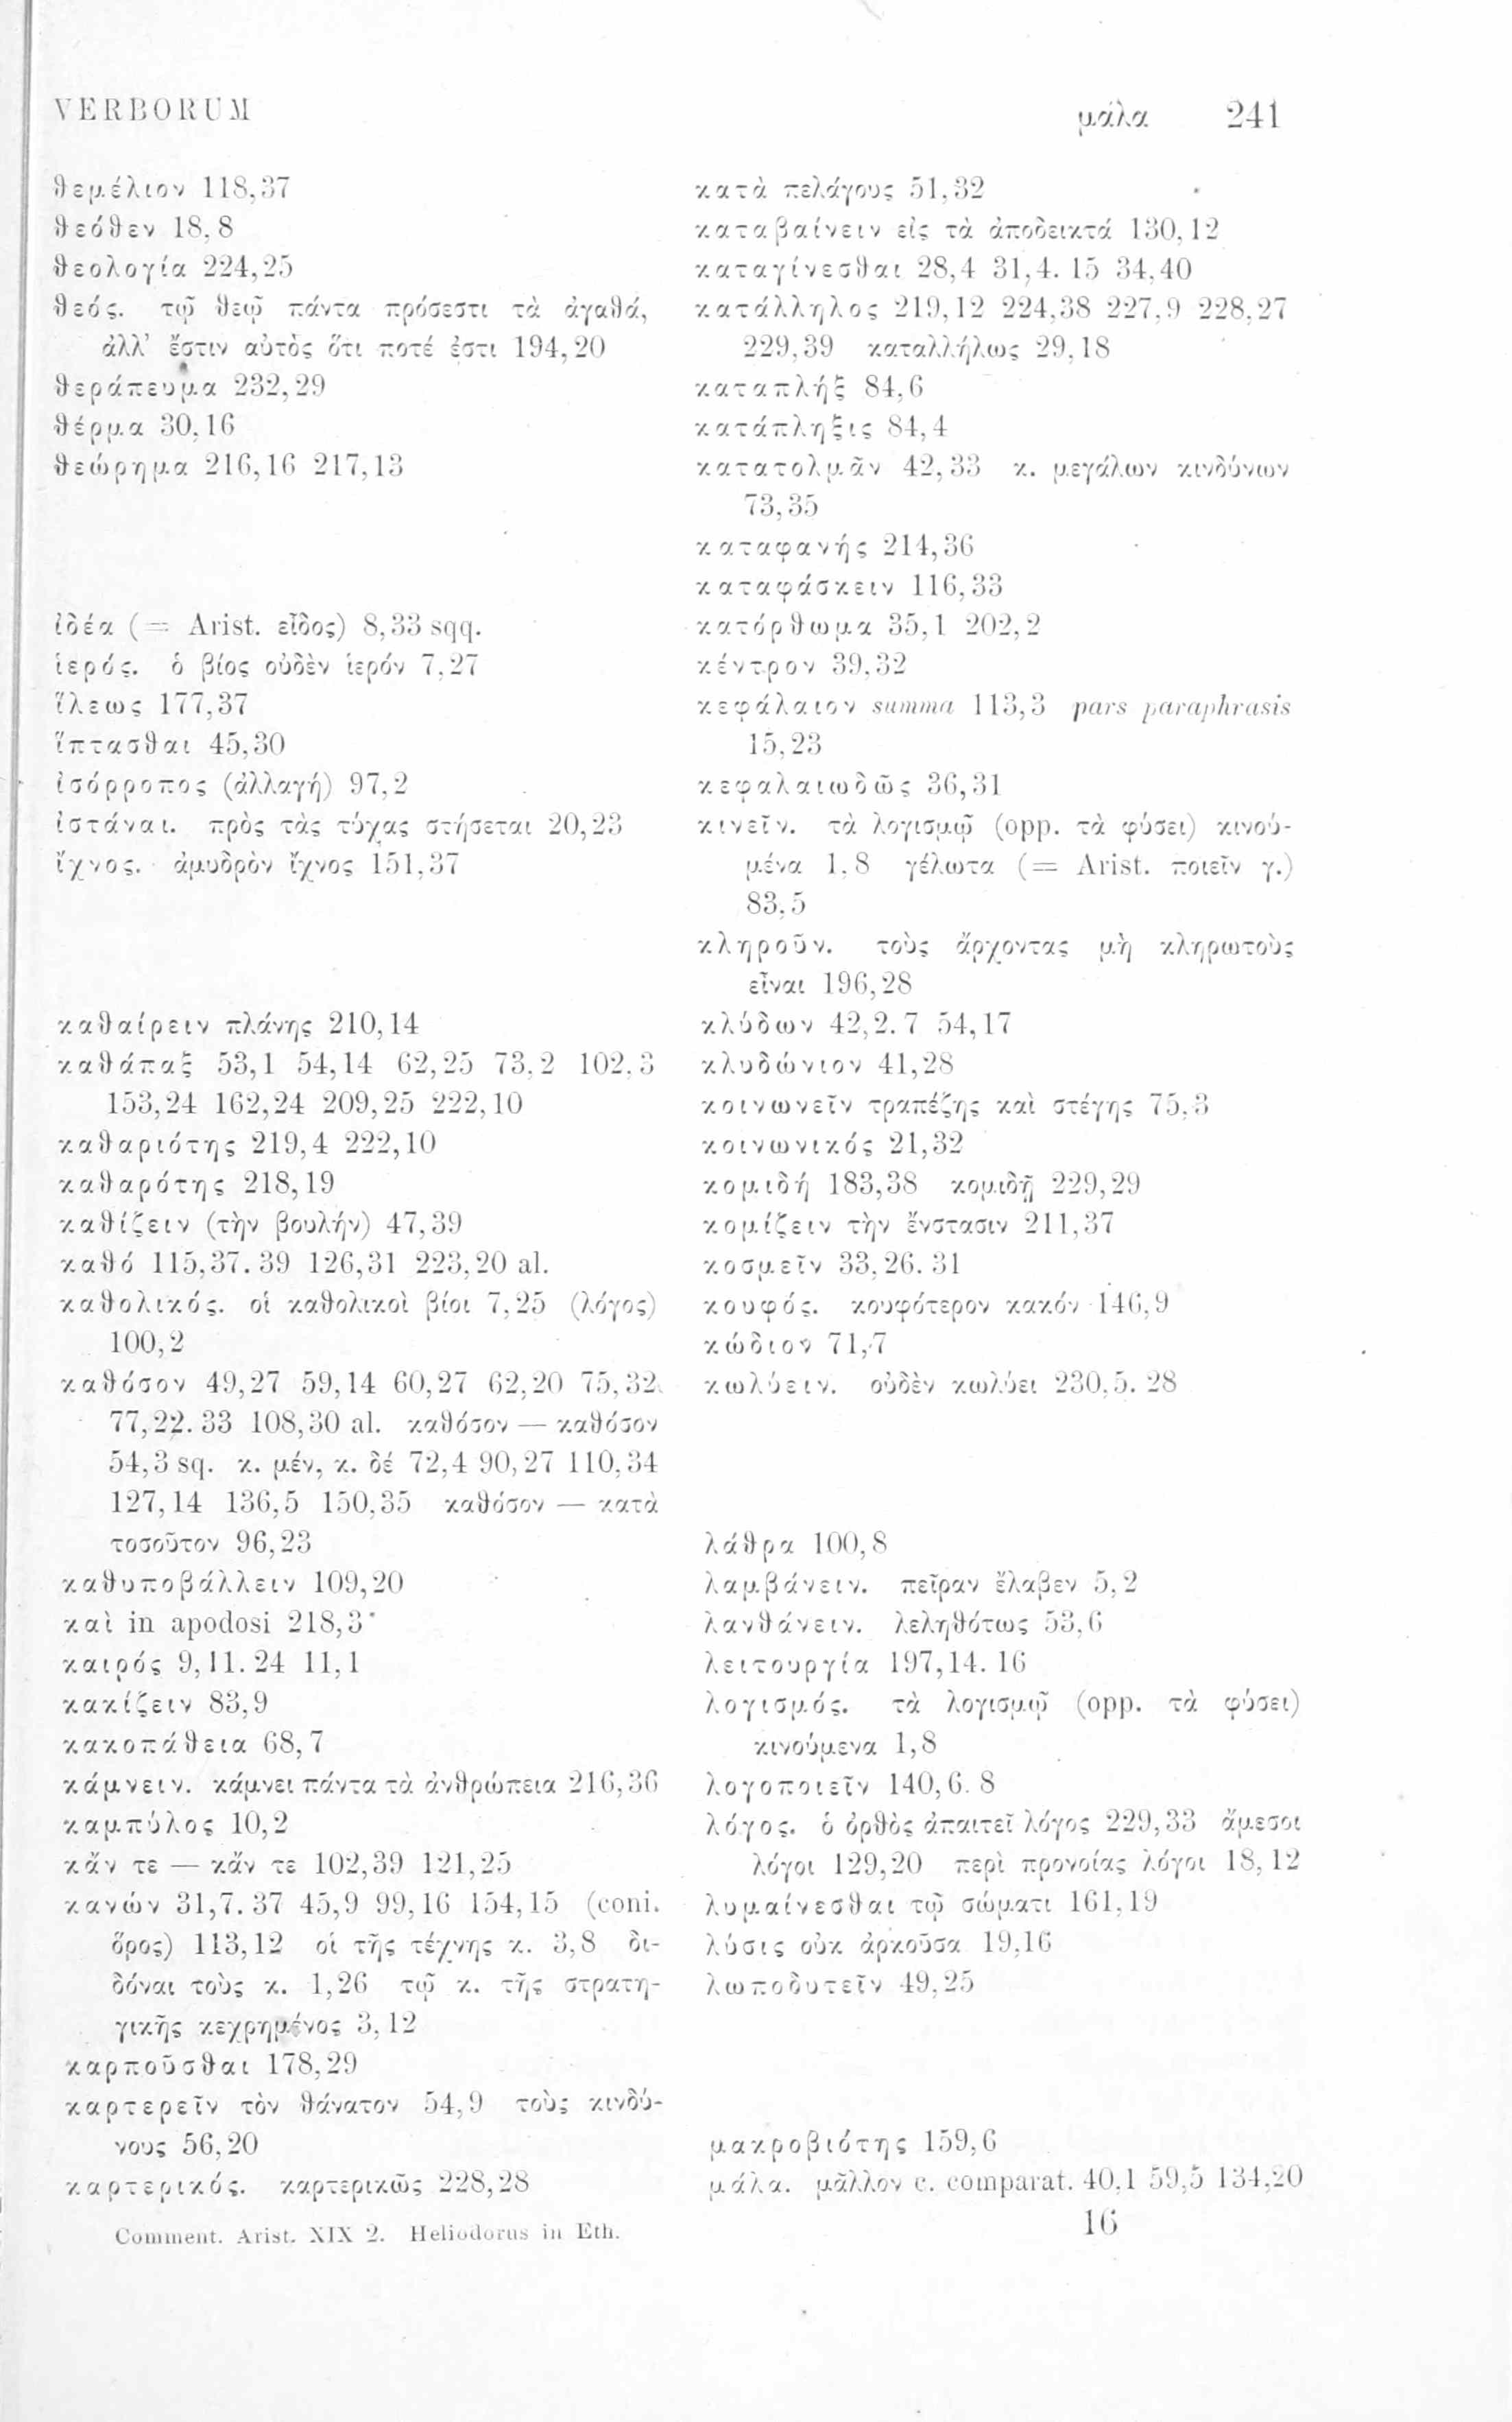 VERBORUM
μάλα 241
θεμέλιον 118,37
θεόθεν 18,8
θεολογία 224,25
θεός. τῷ θεῷ πάντα πρόσεστι τὰ ἀγαθά,
ἀλλ' ἔστιν αὐτὸς ὅτι ποτέ ἐστι 194,20
θεράπευμα 232,29
θέρμα 30,16
θεώρημα 216,16 217,13
ἰδέα (= Arist. εἶδος) 8,33 sqq.
ἱερός. ὁ βίος οὐδὲν ἱερόν 7,27
ἵλεως 177,37
ἵπτασθαι 45,30
ἰσόρροπος (ἀλλαγή) 97,2
ἱστάναι. πρὸς τὰς τύχας στήσεται 20,23
ἴχνος. ἀμυδρὸν ἴχνος 151,37
καθαίρειν πλάνης 210,14
καθάπαξ 53,1 54,14 62,25 73,2 102,3
153,24 162,24 209,25 222,10
καθαριότης 219,4 222,10
καθαρότης 218,19
καθίζειν (τὴν βουλήν) 47,39
καθό 115,37.39 126,31 223,20 al.
καθολικός. οἱ καθολικοὶ βίοι 7,25 (λόγος)
100,2
καθόσον 49,27 59,14 60,27 62,20 75,32
77,22.33 108,30 al. καθόσον — καθόσον
54,3 sq. κ. μέν, κ. δέ 72,4 90,27 110,34
127,14 136,5 150,35 καθόσον — κατὰ
τοσοῦτον 96,23
καθυποβάλλειν 109,20
καὶ in apodosi 218,3
καιρός 9,11.24 11,1
κακίζειν 83,9
κακοπάθεια 68,7
κάμνειν. κάμνει πάντα τὰ ἀνθρώπεια 216,36
καμπύλος 10,2
κἄν τε — κἄν τε 102,39 121,25
κανών 31,7.37 45,9 99,16 154,15 (coni.
ὅρος) 113,12 οἱ τῆς τέχνης κ. 3,8 δι-
δόναι τοὺς κ. 1,26 τῷ κ. τῆς στρατη-
γικῆς κεχρημένος 3,12
καρποῦσθαι 178,29
καρτερεῖν τὸν θάνατον 54,9 τοὺς κινδύ-
νους 56,20
καρτερικός. καρτερικῶς 228,28
Comment. Arist. XIX 2. Heliodorus in Eth.
κατὰ πελάγους 51,32
καταβαίνειν εἰς τὰ ἀποδεικτά 130,12
καταγίνεσθαι 28,4 31,4.15 34,40
κατάλληλος 219,12 224,38 227,9 228,27
229,39 καταλλήλως 29,18
καταπλήξ 84,6
κατάπληξις 84,4
κατατολμᾶν 42,33 κ. μεγάλων κινδύνων
73,35
καταφανής 214,36
καταφάσκειν 116,33
κατόρθωμα 35,1 202,2
κέντρον 39,32
κεφάλαιον summa 113,3 pars paraphrasis
15,23
κεφαλαιωδῶς 36,31
κινεῖν. τὰ λογισμῷ (opp. τὰ φύσει) κινού-
μένα 1,8 γέλωτα (= Arist. ποιεῖν γ.)
83,5
κληροῦν. τοὺς ἄρχοντας μὴ κληρωτοὺς
εἶναι 196,28
κλύδων 42,2.7 54,17
κλυδώνιον 41,28
κοινωνεῖν τραπέζης καὶ στέγης 75,3
κοινωνικός 21,32
κομιδή 183,38 κομιδῇ 229,29
κομίζειν τὴν ἔνστασιν 211,37
κοσμεῖν 33,26.31
κουφός. κουφότερον κακόν 146,9
κώδιον 71,7
κωλύειν. οὐδὲν κωλύει 230,5.28
λάθρα 100,8
λαμβάνειν. πεῖραν ἔλαβεν 5,2
λανθάνειν. λεληθότως 53,6
λειτουργία 197,14.16
λογισμός. τὰ λογισμῷ (opp. τὰ φύσει)
κινούμενα 1,8
λογοποιεῖν 140,6.8
λόγος. ὁ ὀρθὸς ἀπαιτεῖ λόγος 229,33 ἄμεσοι
λόγοι 129,20 περὶ προνοίας λόγοι 18,12
λυμαίνεσθαι τῷ σώματι 161,19
λύσις οὐκ ἀρκοῦσα 19,16
λωποδυτεῖν 49,25
μακροβιότης 159,6
μάλα. μᾶλλον c. comparat. 40,1 59,5 134,20
16